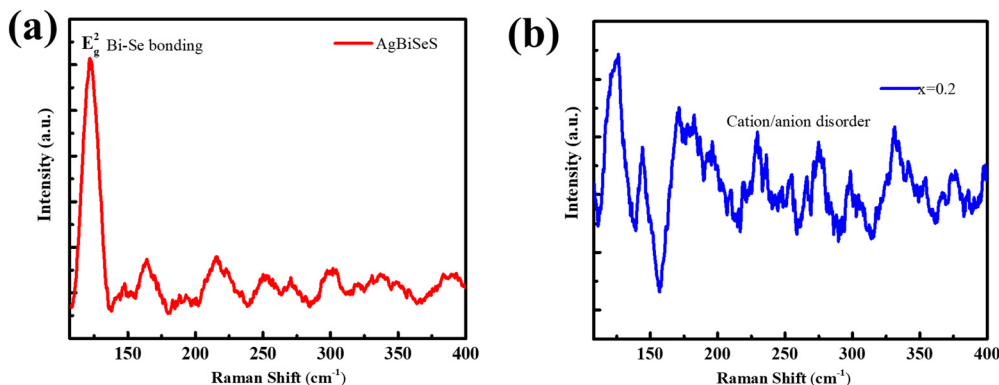 (a)
E²g Bi-Se bonding
AgBiSeS
Intensity (a.u.)
150 200 250 300 350 400
Raman Shift (cm⁻¹)
(b)
x=0.2
Cation/anion disorder
Intensity (a.u.)
150 200 250 300 350 400
Raman Shift (cm⁻¹)